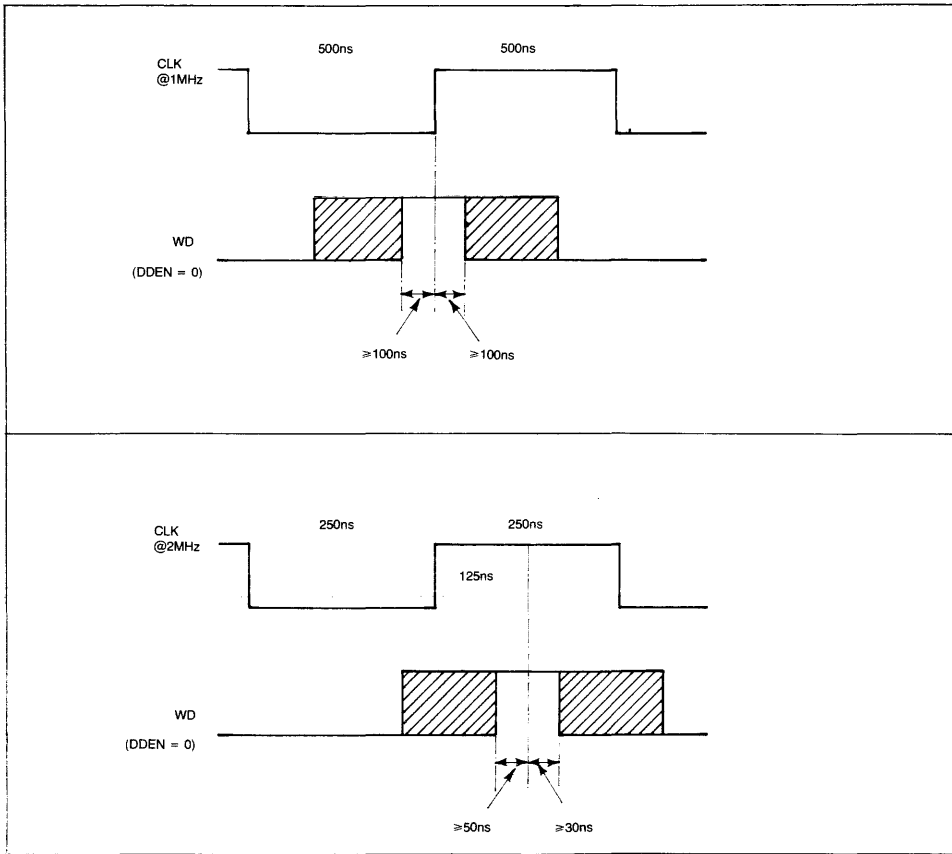 500ns 500ns
CLK
@1MHz
WD
(DDEN = 0)
≥100ns ≥100ns
250ns 250ns
CLK
@2MHz
125ns
WD
(DDEN = 0)
≥50ns ≥30ns